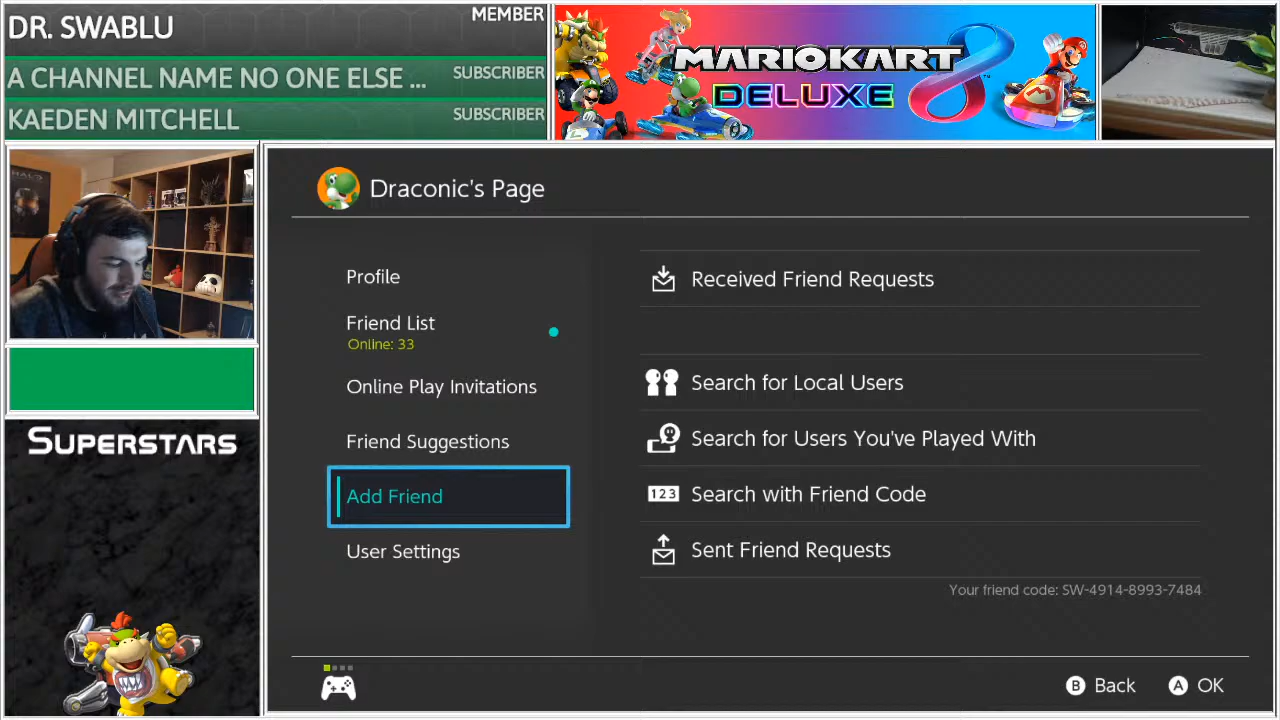 DR. SWABLU
MEMBER
A CHANNEL NAME NO ONE ELSE ...
SUBSCRIBER
KAEDEN MITCHELL
SUBSCRIBER
MARIOKART 8
DELUXE
SUPERSTARS
Draconic's Page
Profile
Friend List
Online: 33
Online Play Invitations
Friend Suggestions
Add Friend
User Settings
Received Friend Requests
Search for Local Users
Search for Users You've Played With
123 Search with Friend Code
Sent Friend Requests
Your friend code: SW-4914-8993-7484
B Back
A OK